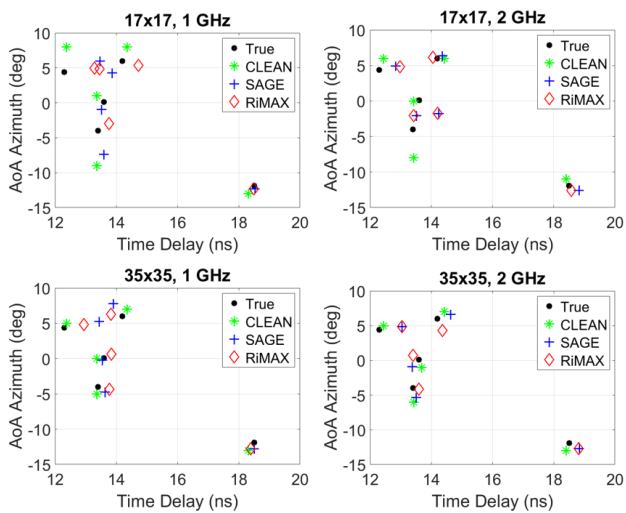 17x17, 1 GHz
AoA Azimuth (deg)
10
5
0
-5
-10
-15
True
CLEAN
SAGE
RiMAX
12 14 16 18 20
Time Delay (ns)
17x17, 2 GHz
AoA Azimuth (deg)
10
5
0
-5
-10
-15
True
CLEAN
SAGE
RiMAX
12 14 16 18 20
Time Delay (ns)
35x35, 1 GHz
AoA Azimuth (deg)
10
5
0
-5
-10
-15
True
CLEAN
SAGE
RiMAX
12 14 16 18 20
Time Delay (ns)
35x35, 2 GHz
AoA Azimuth (deg)
10
5
0
-5
-10
-15
True
CLEAN
SAGE
RiMAX
12 14 16 18 20
Time Delay (ns)